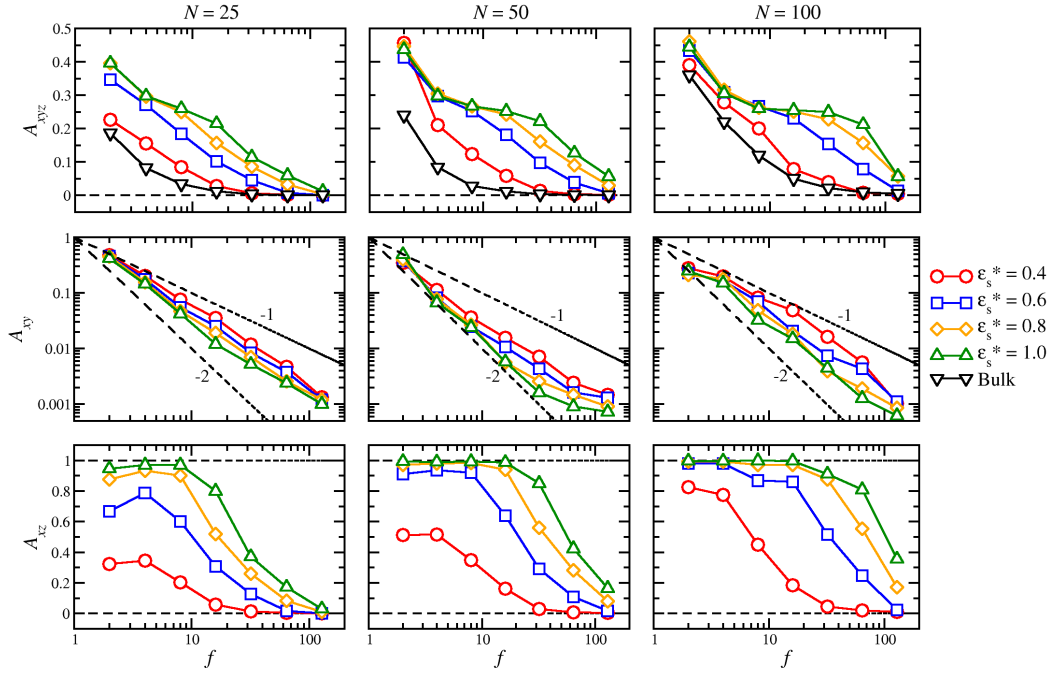 N = 25 N = 50 N = 100
0.5
0.4
0.3
0.2
0.1
0
A_xyz
1
0.1
0.01
0.001
A_xy
-1 -1 -1
-2 -2 -2
1
0.8
0.6
0.4
0.2
0
A_xz
1 10 100 1 10 100 1 10 100
f f f
ε_s* = 0.4
ε_s* = 0.6
ε_s* = 0.8
ε_s* = 1.0
Bulk